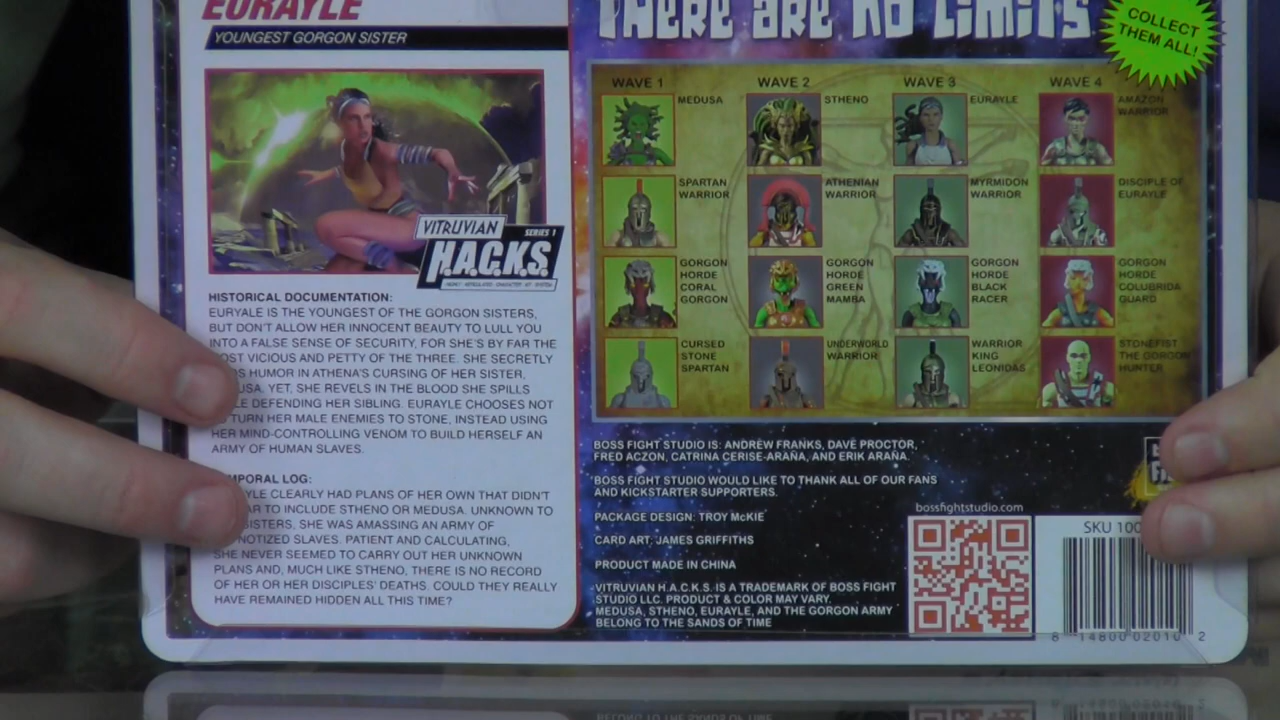 EURAYLE
YOUNGEST GORGON SISTER
VITRUVIAN
SERIES 1
H.A.C.K.S.
HISTORICAL DOCUMENTATION:
EURYALE IS THE YOUNGEST OF THE GORGON SISTERS,
BUT DON'T ALLOW HER INNOCENT BEAUTY TO LULL YOU
INTO A FALSE SENSE OF SECURITY, FOR SHE'S BY FAR THE
OST VICIOUS AND PETTY OF THE THREE. SHE SECRETLY
DS HUMOR IN ATHENA'S CURSING OF HER SISTER,
USA. YET, SHE REVELS IN THE BLOOD SHE SPILLS
LE DEFENDING HER SIBLING. EURAYLE CHOOSES NOT
TURN HER MALE ENEMIES TO STONE, INSTEAD USING
HER MIND-CONTROLLING VENOM TO BUILD HERSELF AN
ARMY OF HUMAN SLAVES.
MPORAL LOG:
YLE CLEARLY HAD PLANS OF HER OWN THAT DIDN'T
AR TO INCLUDE STHENO OR MEDUSA. UNKNOWN TO
SISTERS, SHE WAS AMASSING AN ARMY OF
NOTIZED SLAVES. PATIENT AND CALCULATING,
SHE NEVER SEEMED TO CARRY OUT HER UNKNOWN
PLANS AND, MUCH LIKE STHENO, THERE IS NO RECORD
OF HER OR HER DISCIPLES' DEATHS. COULD THEY REALLY
HAVE REMAINED HIDDEN ALL THIS TIME?
THERE ARE NO LIMITS
COLLECT
THEM ALL!
WAVE 1 WAVE 2 WAVE 3 WAVE 4
MEDUSA
STHENO
EURAYLE
AMAZON
WARRIOR
SPARTAN
WARRIOR
ATHENIAN
WARRIOR
MYRMIDON
WARRIOR
DISCIPLE OF
EURAYLE
GORGON
HORDE
CORAL
GORGON
GORGON
HORDE
GREEN
MAMBA
GORGON
HORDE
BLACK
RACER
GORGON
HORDE
COLUBRIDA
GUARD
CURSED
STONE
SPARTAN
UNDERWORLD
WARRIOR
WARRIOR
KING
LEONIDAS
STONEFIST
THE GORGON
HUNTER
BOSS FIGHT STUDIO IS: ANDREW FRANKS, DAVE PROCTOR,
FRED ACZON, CATRINA CERISE-ARAÑA, AND ERIK ARAÑA.
BOSS FIGHT STUDIO WOULD LIKE TO THANK ALL OF OUR FANS
AND KICKSTARTER SUPPORTERS.
PACKAGE DESIGN: TROY McKIE
CARD ART: JAMES GRIFFITHS
PRODUCT MADE IN CHINA
VITRUVIAN H.A.C.K.S. IS A TRADEMARK OF BOSS FIGHT
STUDIO LLC. PRODUCT & COLOR MAY VARY.
MEDUSA, STHENO, EURAYLE, AND THE GORGON ARMY
BELONG TO THE SANDS OF TIME
bossfightstudio.com
SKU 100
8 14800 02010 2